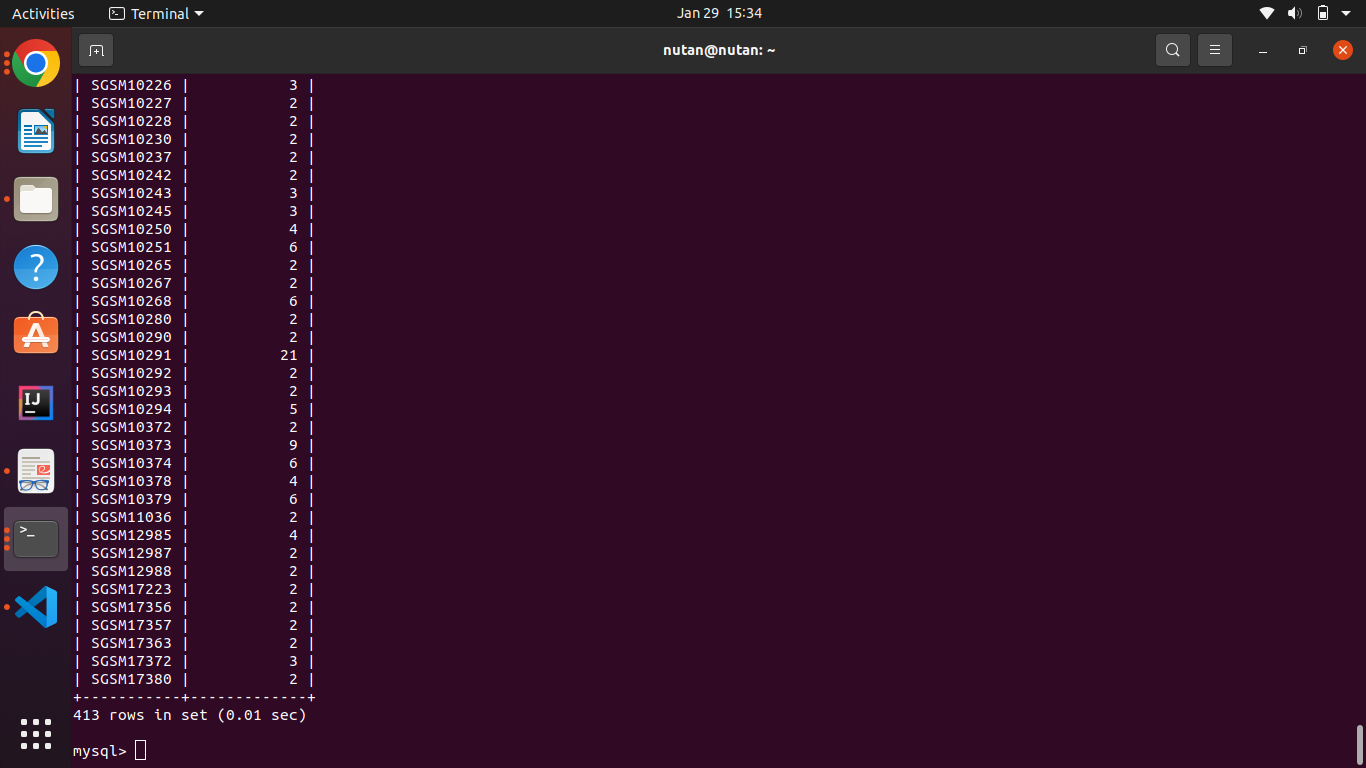 Activities Terminal Jan 29 15:34
nutan@nutan: ~
| SGSM10226 | 3 |
| SGSM10227 | 2 |
| SGSM10228 | 2 |
| SGSM10230 | 2 |
| SGSM10237 | 2 |
| SGSM10242 | 2 |
| SGSM10243 | 3 |
| SGSM10245 | 3 |
| SGSM10250 | 4 |
| SGSM10251 | 6 |
| SGSM10265 | 2 |
| SGSM10267 | 2 |
| SGSM10268 | 6 |
| SGSM10280 | 2 |
| SGSM10290 | 2 |
| SGSM10291 | 21 |
| SGSM10292 | 2 |
| SGSM10293 | 2 |
| SGSM10294 | 5 |
| SGSM10372 | 2 |
| SGSM10373 | 9 |
| SGSM10374 | 6 |
| SGSM10378 | 4 |
| SGSM10379 | 6 |
| SGSM11036 | 2 |
| SGSM12985 | 4 |
| SGSM12987 | 2 |
| SGSM12988 | 2 |
| SGSM17223 | 2 |
| SGSM17356 | 2 |
| SGSM17357 | 2 |
| SGSM17363 | 2 |
| SGSM17372 | 3 |
| SGSM17380 | 2 |
+-----------+-------------+
413 rows in set (0.01 sec)
mysql>